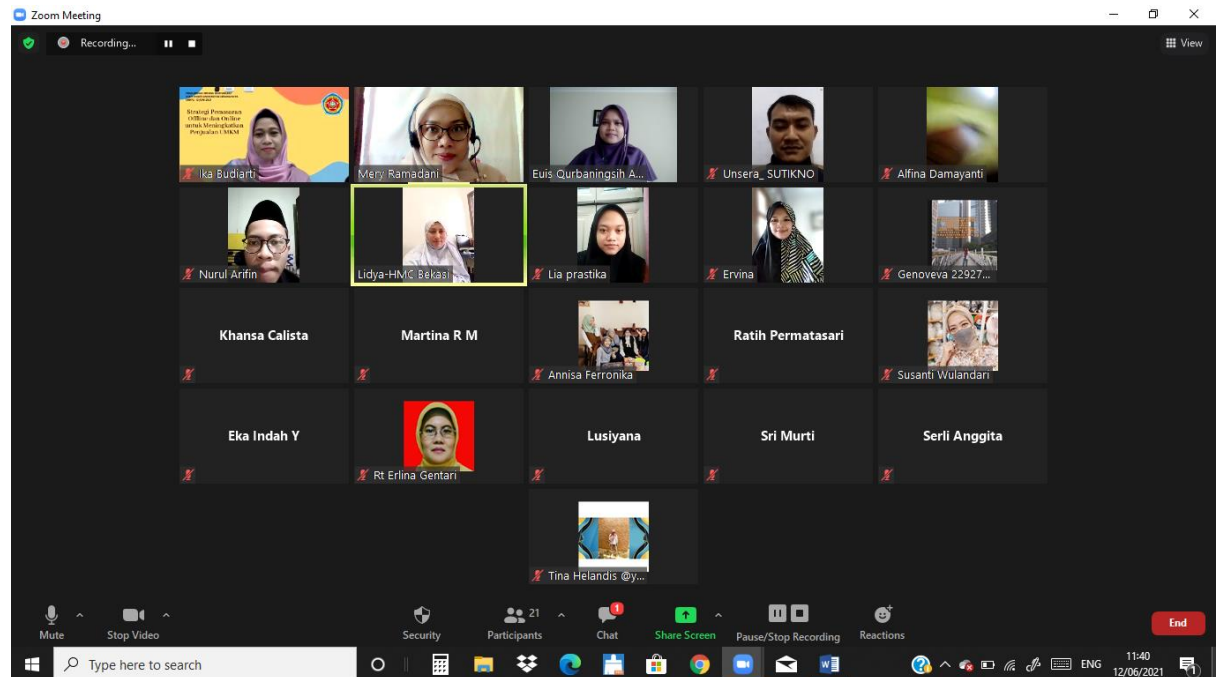 Zoom Meeting
Recording...
View
Strategi Pemasaran
Offline dan Online
untuk Meningkatkan
Penjualan UMKM
Ika Budiarti
Mery Ramadani
Euis Qurbaningsih A...
Unsera_ SUTIKNO
Alfina Damayanti
Nurul Arifin
Lidya-HMC Bekasi
Lia prastika
Ervina
Genoveva 22927...
Khansa Calista
Martina R M
Annisa Ferronika
Ratih Permatasari
Susanti Wulandari
Eka Indah Y
Rt Erlina Gentari
Lusiyana
Sri Murti
Serli Anggita
Tina Helandis @y...
Mute
Stop Video
Security
Participants
21
Chat
1
Share Screen
Pause/Stop Recording
Reactions
End
Type here to search
ENG
11:40
12/06/2021
1